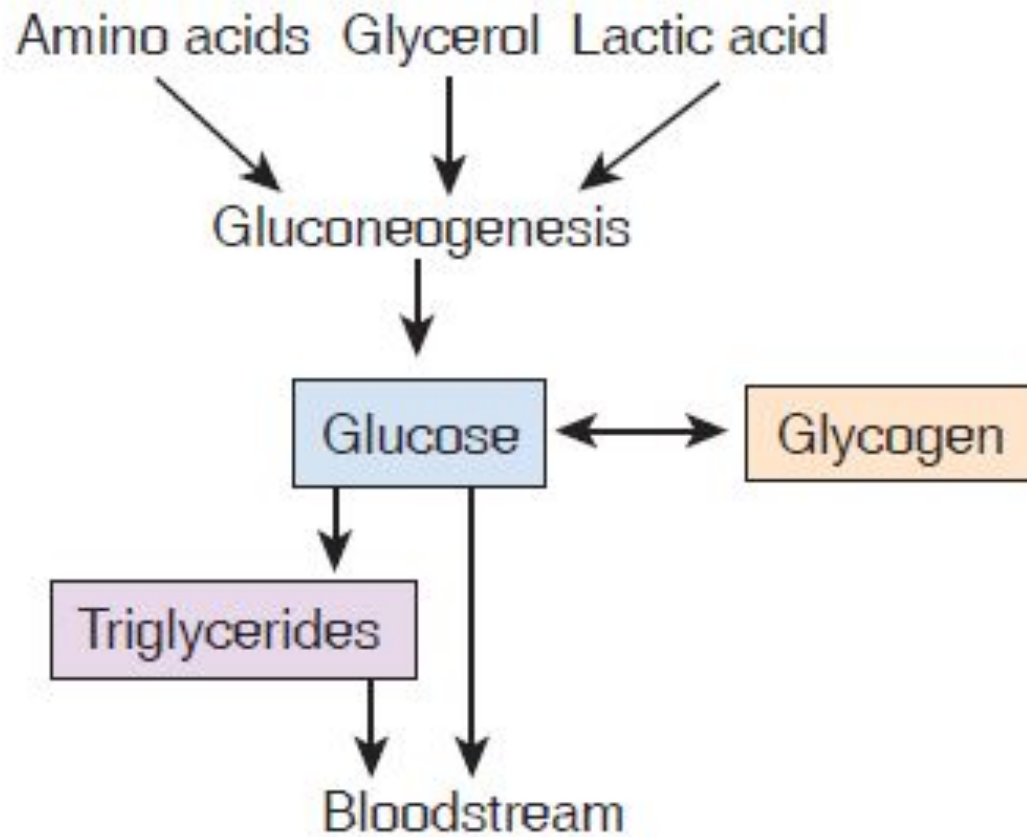 Amino acids Glycerol Lactic acid
Gluconeogenesis
Glucose Glycogen
Triglycerides
Bloodstream